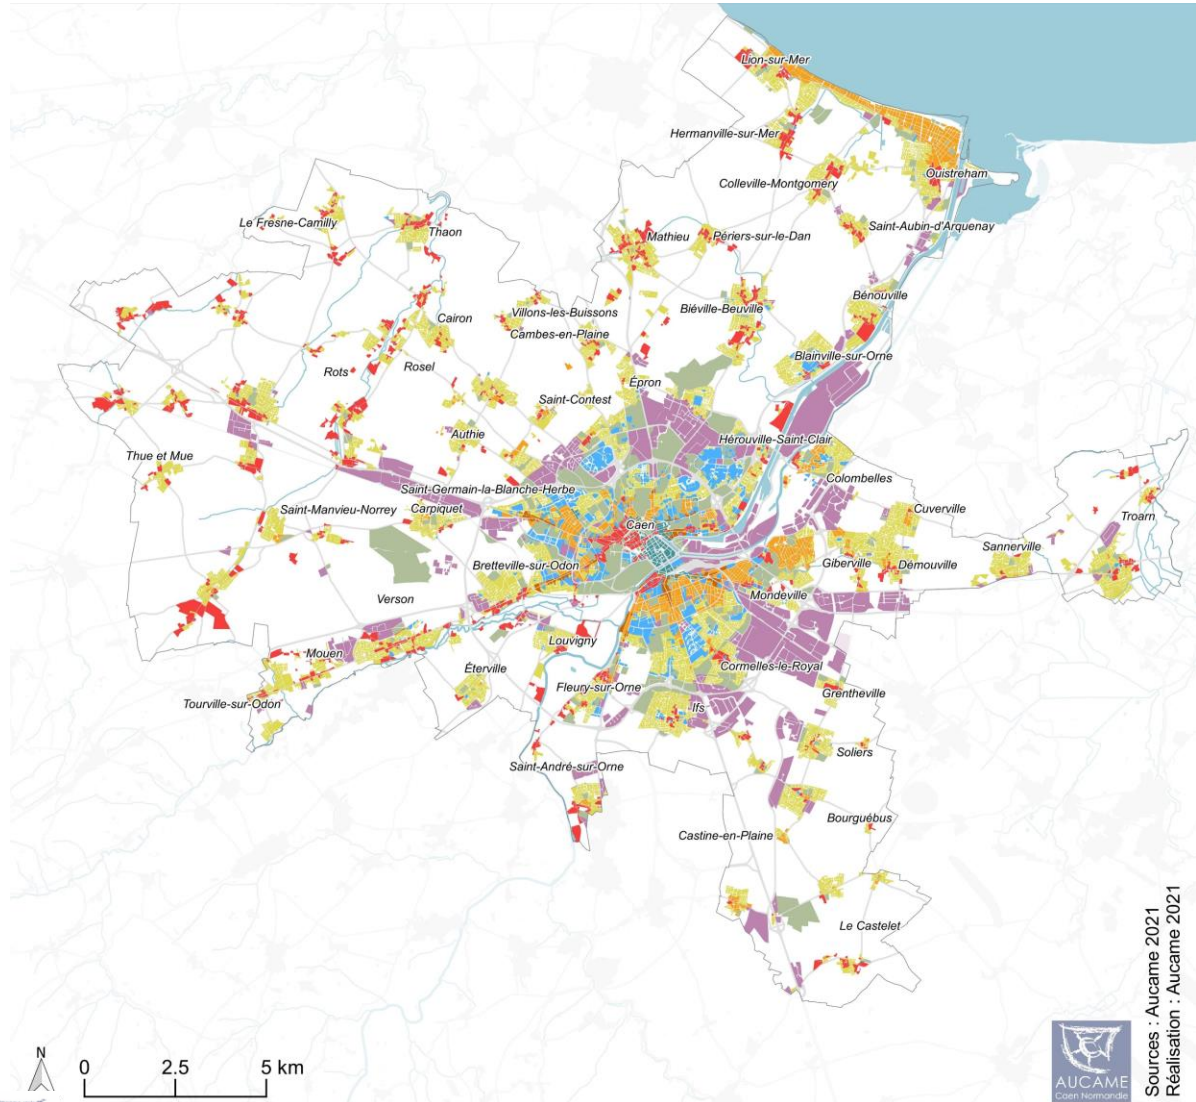 Lion-sur-Mer
Hermanville-sur-Mer
Colleville-Montgomery
Ouistreham
Saint-Aubin-d'Arquenay
Le Fresne-Camilly
Thaon
Mathieu
Périers-sur-le-Dan
Bénouville
Villons-les-Buissons
Biéville-Beuville
Cairon
Cambes-en-Plaine
Blainville-sur-Orne
Rots
Rosel
Épron
Saint-Contest
Authie
Hérouville-Saint-Clair
Thue et Mue
Saint-Germain-la-Blanche-Herbe
Colombelles
Saint-Manvieu-Norrey
Carpiquet
Cuverville
Caen
Troarn
Sannerville
Bretteville-sur-Odon
Giberville
Démouville
Mondeville
Verson
Louvigny
Mouen
Éterville
Cormelles-le-Royal
Fleury-sur-Orne
Grentheville
Tourville-sur-Odon
Ifs
Soliers
Saint-André-sur-Orne
Bourguébus
Castine-en-Plaine
Le Castelet
N
0 2.5 5 km
AUCAME
Caen Normandie
Sources : Aucame 2021
Réalisation : Aucame 2021